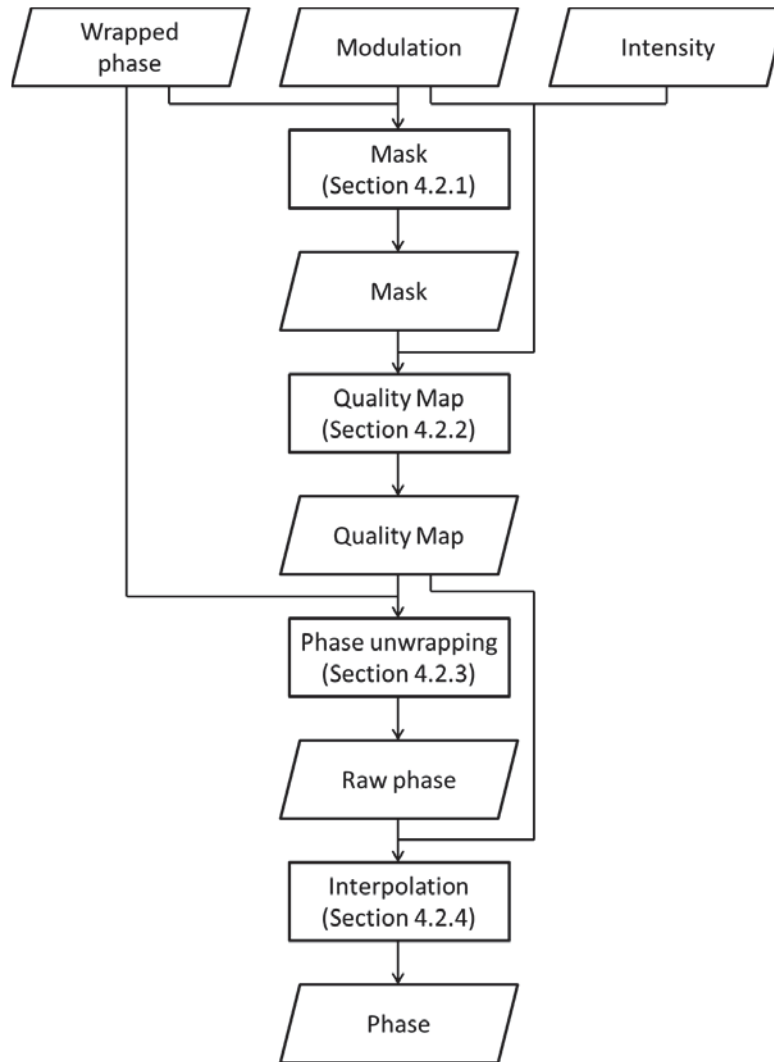 Wrapped
phase
Modulation
Intensity
Mask
(Section 4.2.1)
Mask
Quality Map
(Section 4.2.2)
Quality Map
Phase unwrapping
(Section 4.2.3)
Raw phase
Interpolation
(Section 4.2.4)
Phase